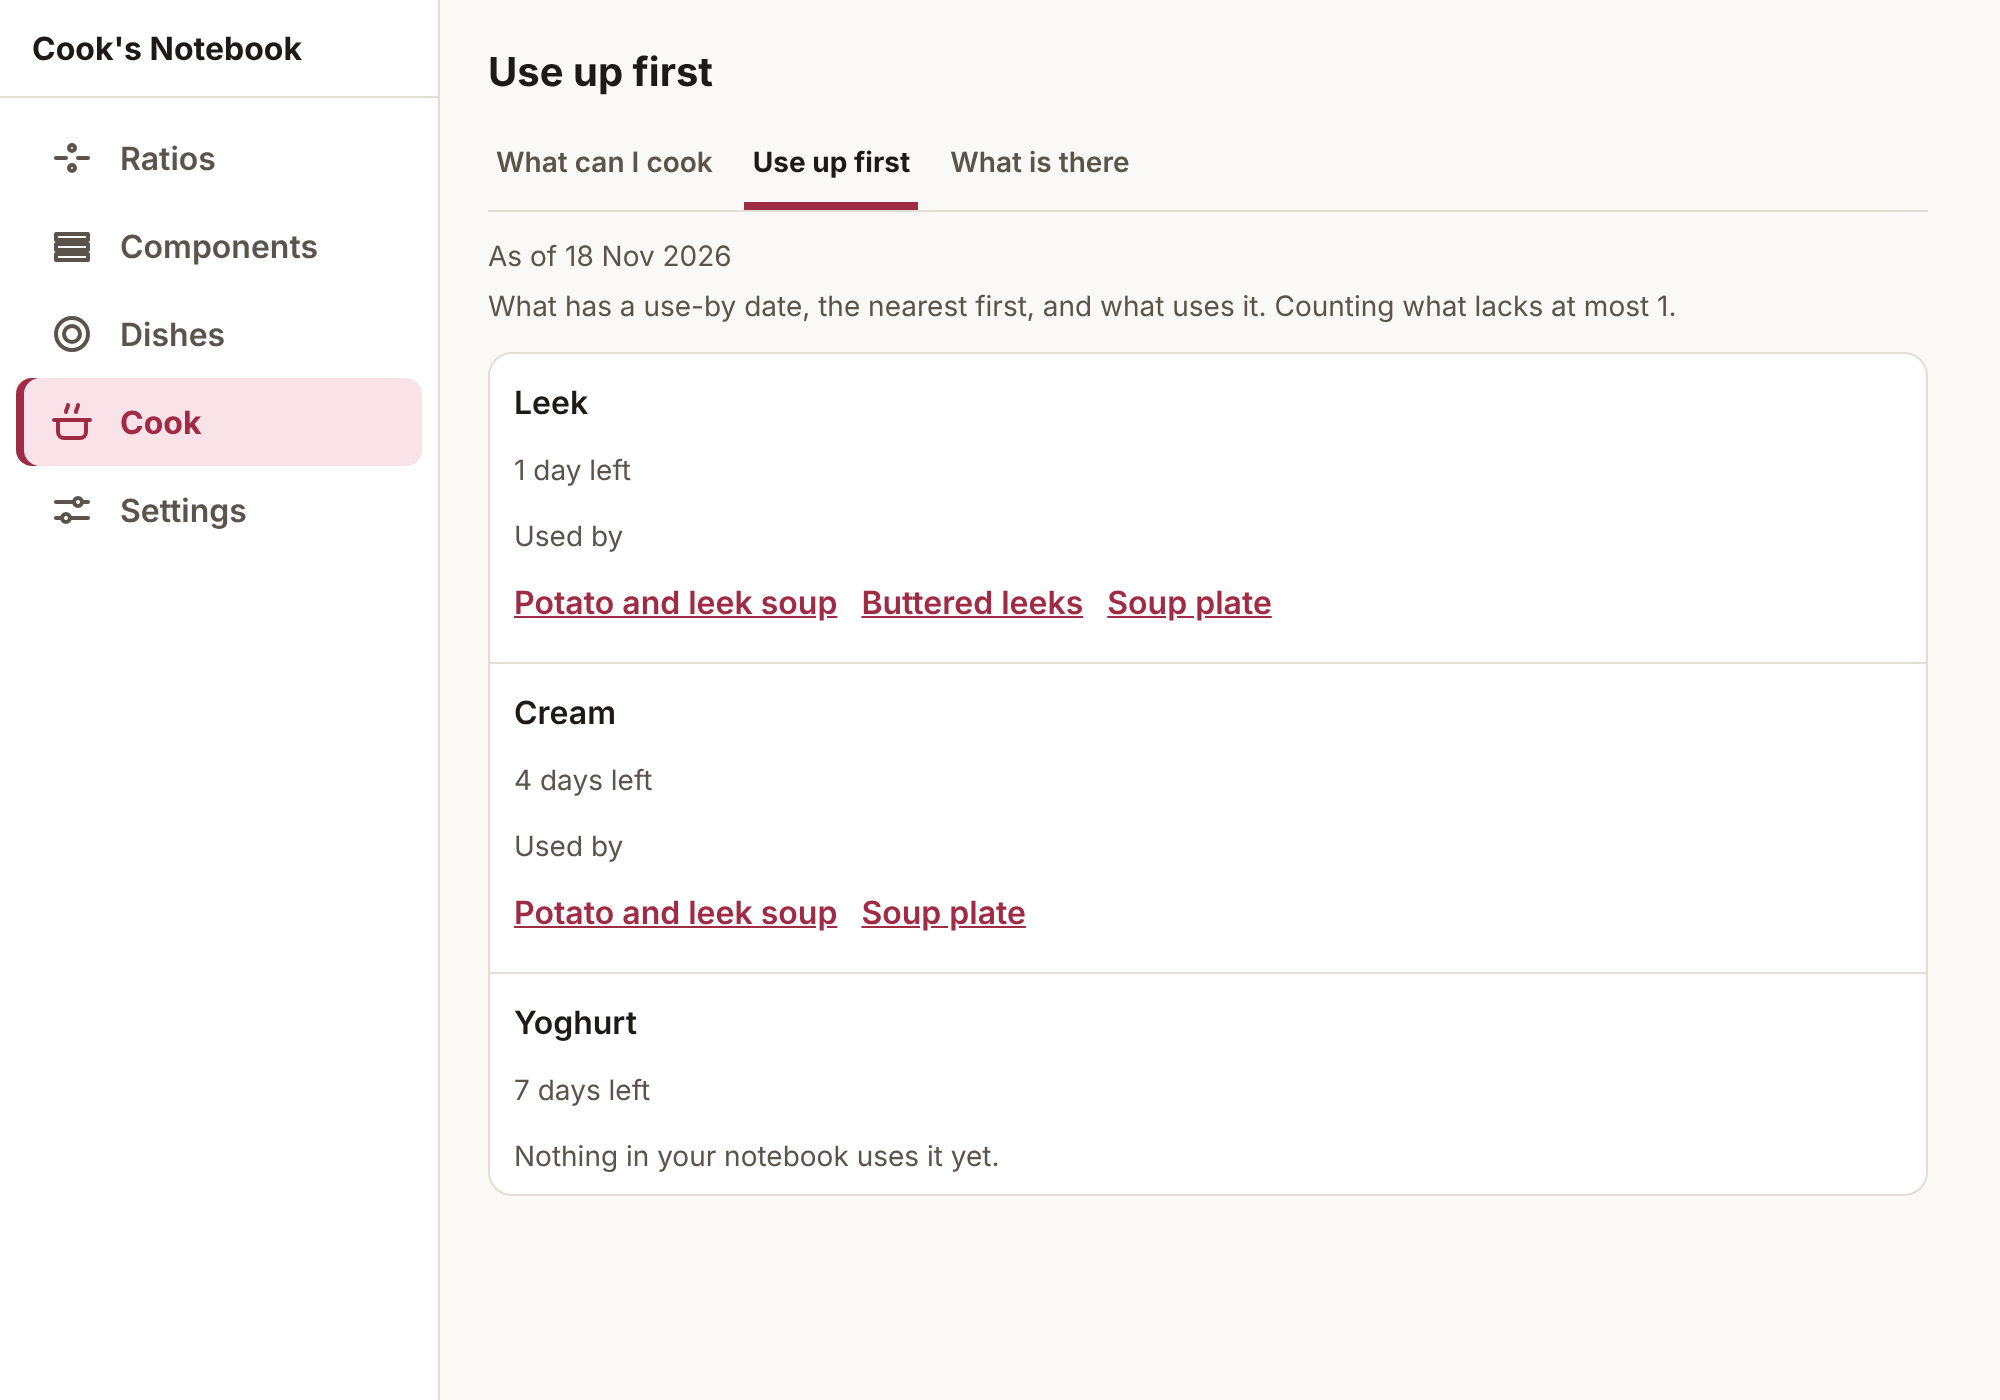 Cook's Notebook
Ratios
Components
Dishes
Cook
Settings
Use up first
What can I cook
Use up first
What is there
As of 18 Nov 2026
What has a use-by date, the nearest first, and what uses it. Counting what lacks at most 1.
Leek
1 day left
Used by
Potato and leek soup Buttered leeks Soup plate
Cream
4 days left
Used by
Potato and leek soup Soup plate
Yoghurt
7 days left
Nothing in your notebook uses it yet.